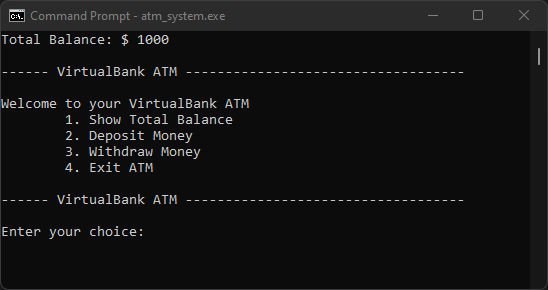 Command Prompt - atm_system.exe
Total Balance: $ 1000
------ VirtualBank ATM -----------------------------------
Welcome to your VirtualBank ATM
1. Show Total Balance
2. Deposit Money
3. Withdraw Money
4. Exit ATM
------ VirtualBank ATM -----------------------------------
Enter your choice: